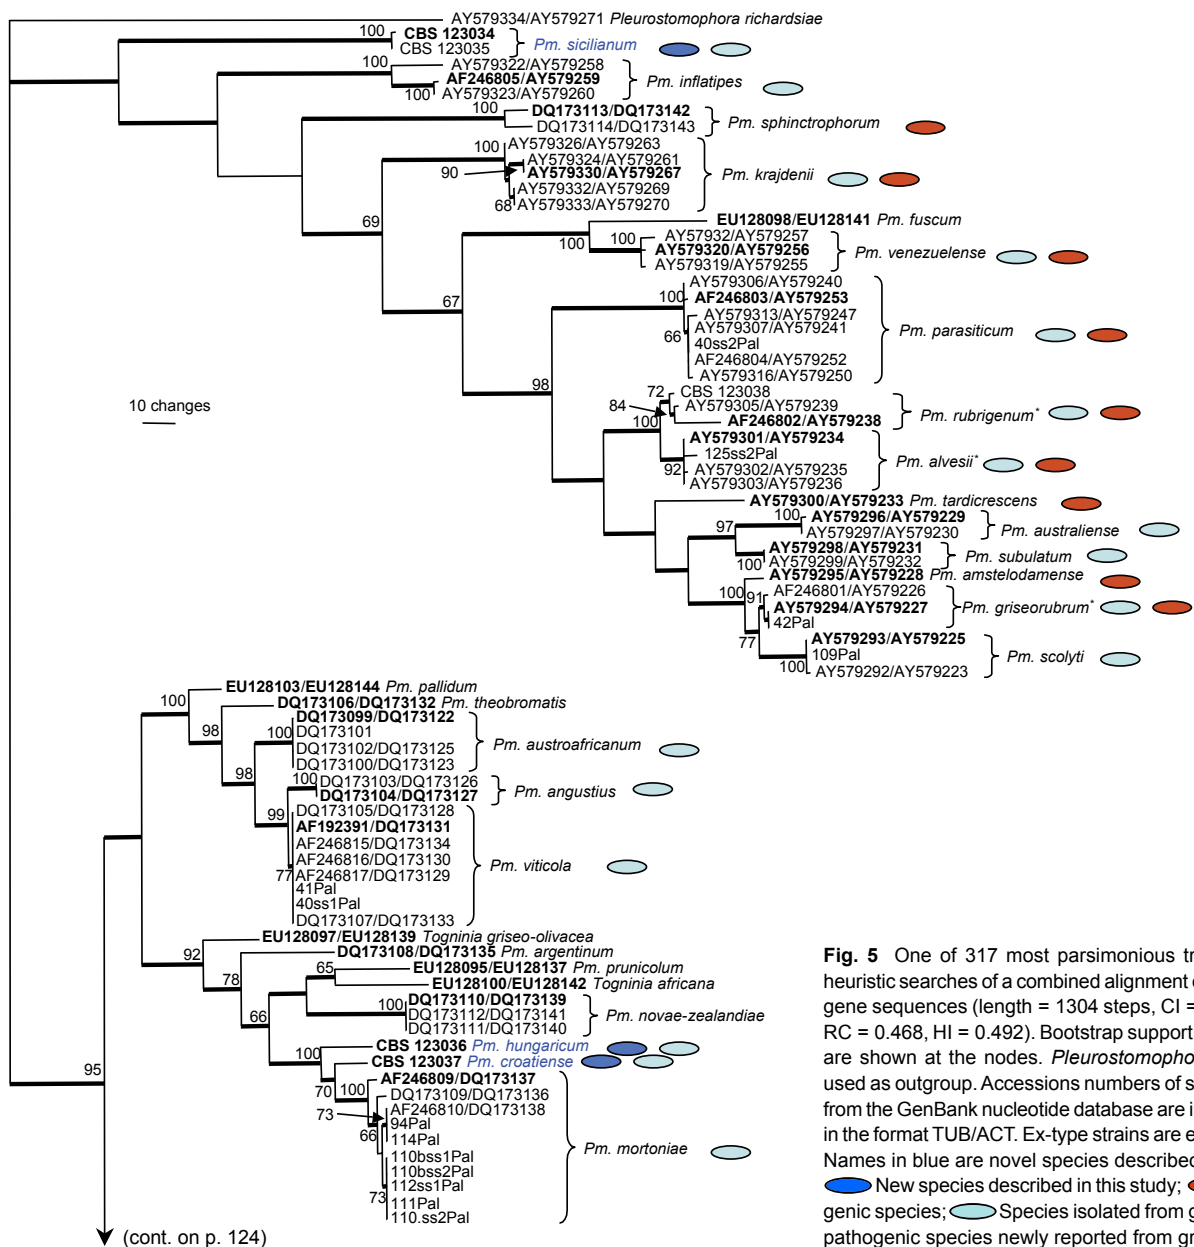 AY579334/AY579271 Pleurostomophora richardsiae
100
CBS 123034
CBS 123035
Pm. sicilianum
100
AY579322/AY579258
AF246805/AY579259
100
AY579323/AY579260
Pm. inflatipes
100
DQ173113/DQ173142
DQ173114/DQ173143
Pm. sphinctrophorum
100
AY579326/AY579263
AY579324/AY579261
90
AY579330/AY579267
AY579332/AY579269
68
AY579333/AY579270
Pm. krajdenii
69
EU128098/EU128141 Pm. fuscum
100
100
AY57932/AY579257
AY579320/AY579256
AY579319/AY579255
Pm. venezuelense
67
AY579306/AY579240
100
AF246803/AY579253
AY579313/AY579247
AY579307/AY579241
66
40ss2Pal
AF246804/AY579252
AY579316/AY579250
Pm. parasiticum
98
10 changes
72
CBS 123038
84
AY579305/AY579239
100
AF246802/AY579238
Pm. rubrigenum*
AY579301/AY579234
125ss2Pal
92
AY579302/AY579235
AY579303/AY579236
Pm. alvesii*
AY579300/AY579233 Pm. tardicrescens
97
100
AY579296/AY579229
AY579297/AY579230
Pm. australiense
AY579298/AY579231
100
AY579299/AY579232
Pm. subulatum
AY579295/AY579228 Pm. amstelodamense
100
91
AF246801/AY579226
AY579294/AY579227
42Pal
Pm. griseorubrum*
77
AY579293/AY579225
109Pal
100
AY579292/AY579223
Pm. scolyti
100
EU128103/EU128144 Pm. pallidum
DQ173106/DQ173132 Pm. theobromatis
98
DQ173099/DQ173122
100
DQ173101
DQ173102/DQ173125
DQ173100/DQ173123
Pm. austroafricanum
98
100
DQ173103/DQ173126
DQ173104/DQ173127
Pm. angustius
99
DQ173105/DQ173128
AF192391/DQ173131
AF246815/DQ173134
AF246816/DQ173130
77
AF246817/DQ173129
41Pal
40ss1Pal
DQ173107/DQ173133
Pm. viticola
92
EU128097/EU128139 Togninia griseo-olivacea
78
DQ173108/DQ173135 Pm. argentinum
65
EU128095/EU128137 Pm. prunicolum
EU128100/EU128142 Togninia africana
66
100
DQ173110/DQ173139
DQ173112/DQ173141
DQ173111/DQ173140
Pm. novae-zealandiae
100
CBS 123036 Pm. hungaricum
CBS 123037 Pm. croatiense
70
100
AF246809/DQ173137
DQ173109/DQ173136
73
AF246810/DQ173138
94Pal
66
114Pal
110bss1Pal
110bss2Pal
112ss1Pal
73
111Pal
110.ss2Pal
Pm. mortoniae
95
(cont. on p. 124)
Fig. 5 One of 317 most parsimonious tr
heuristic searches of a combined alignment
gene sequences (length = 1304 steps, CI =
RC = 0.468, HI = 0.492). Bootstrap support
are shown at the nodes. Pleurostomopho
used as outgroup. Accessions numbers of s
from the GenBank nucleotide database are i
in the format TUB/ACT. Ex-type strains are e
Names in blue are novel species described
New species described in this study;
genic species; Species isolated from g
pathogenic species newly reported from gr